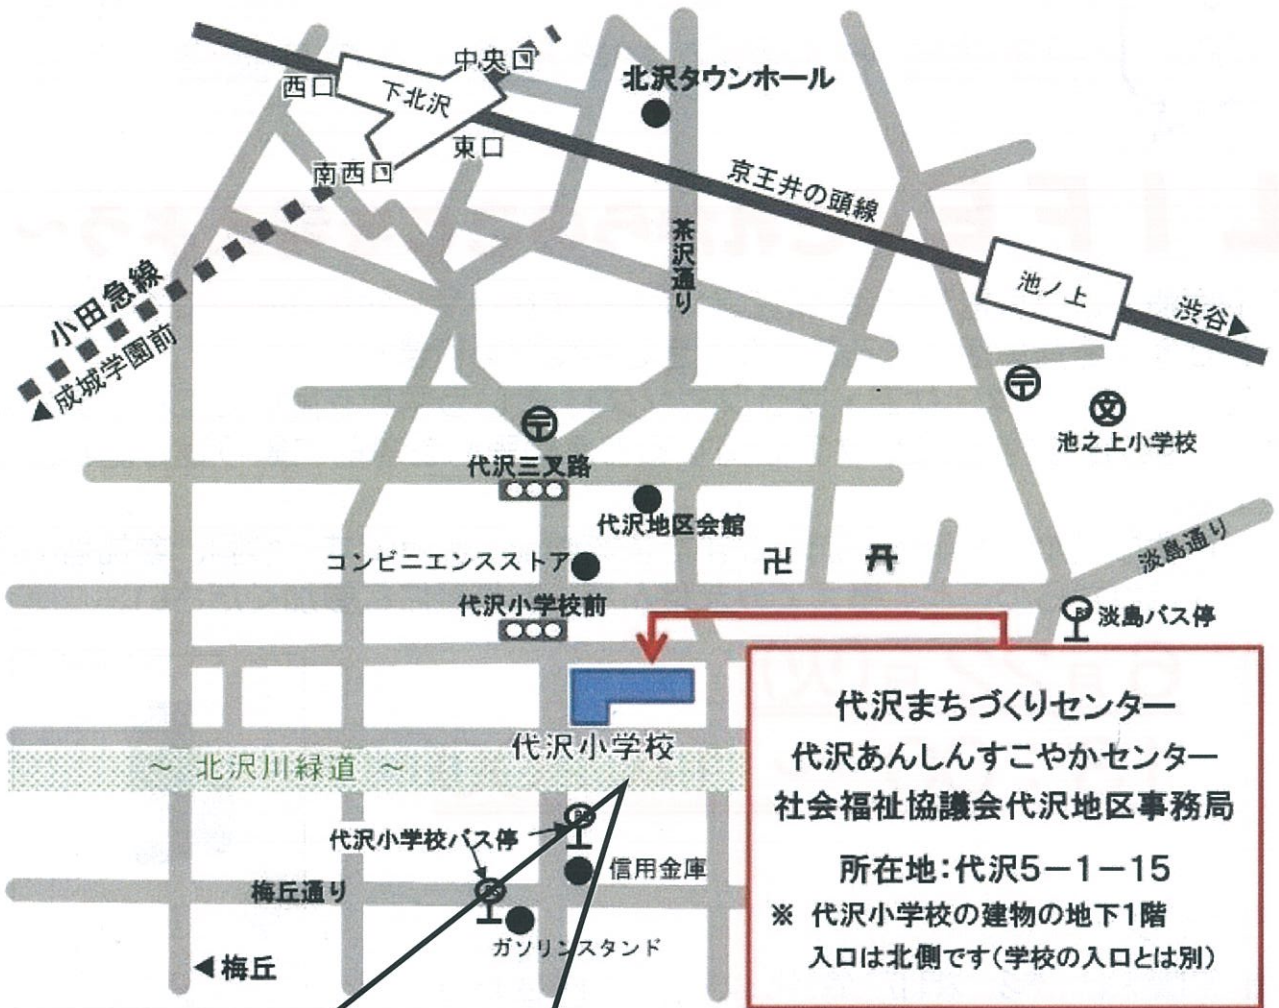 中央口
西口
下北沢
東口
南西口
北沢タウンホール
京王井の頭線
茶沢通り
池ノ上
渋谷▶
小田急線
◀成城学園前
池之上小学校
代沢三叉路
代沢地区会館
コンビニエンスストア
淡島通り
代沢小学校前
淡島バス停
代沢小学校
～ 北沢川緑道 ～
代沢小学校バス停
信用金庫
梅丘通り
ガソリンスタンド
◀梅丘
代沢まちづくりセンター
代沢あんしんすこやかセンター
社会福祉協議会代沢地区事務局
所在地：代沢5－1－15
※ 代沢小学校の建物の地下1階
入口は北側です（学校の入口とは別）